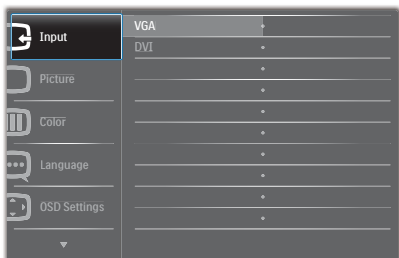 Input
VGA
DVI
Picture
Color
Language
OSD Settings